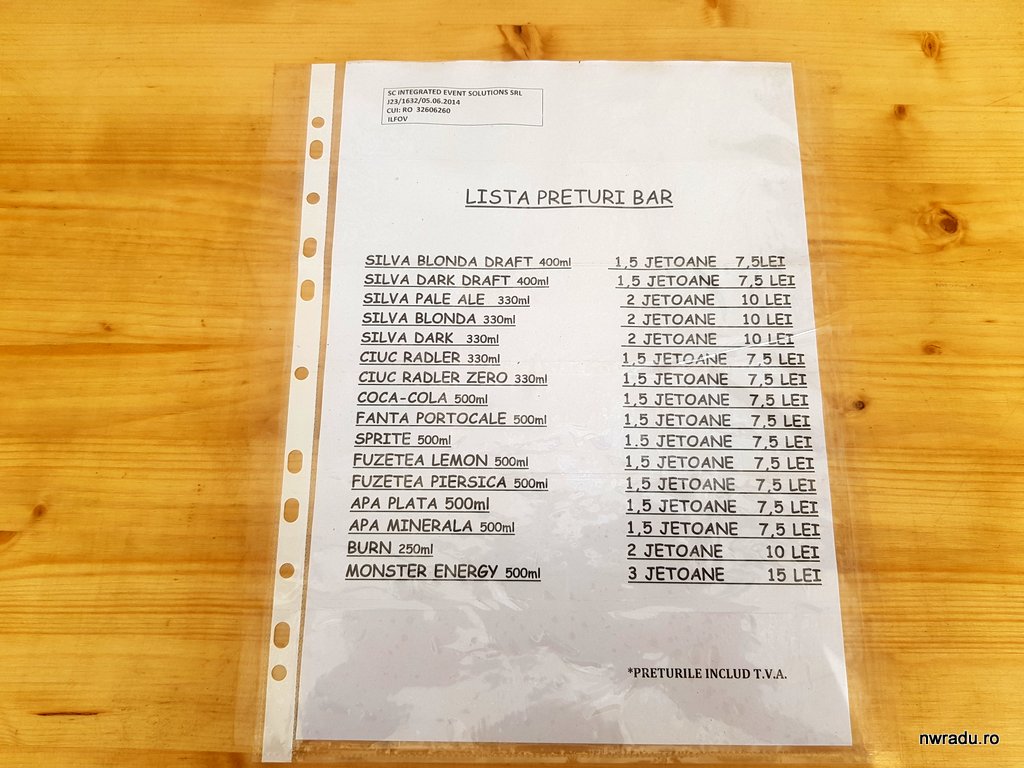 SC INTEGRATED EVENT SOLUTIONS SRL
J23/1632/05.06.2014
CUI: RO 32606260
ILFOV
LISTA PRETURI BAR
SILVA BLONDA DRAFT 400ml 1,5 JETOANE 7,5LEI
SILVA DARK DRAFT 400ml 1,5 JETOANE 7,5 LEI
SILVA PALE ALE 330ml 2 JETOANE 10 LEI
SILVA BLONDA 330ml 2 JETOANE 10 LEI
SILVA DARK 330ml 2 JETOANE 10 LEI
CIUC RADLER 330ml 1,5 JETOANE 7,5 LEI
CIUC RADLER ZERO 330ml 1,5 JETOANE 7,5 LEI
COCA-COLA 500ml 1,5 JETOANE 7,5 LEI
FANTA PORTOCALE 500ml 1,5 JETOANE 7,5 LEI
SPRITE 500ml 1.5 JETOANE 7,5 LEI
FUZETEA LEMON 500ml 1,5 JETOANE 7,5 LEI
FUZETEA PIERSICA 500ml 1,5 JETOANE 7,5 LEI
APA PLATA 500ml 1,5 JETOANE 7,5 LEI
APA MINERALA 500ml 1,5 JETOANE 7,5 LEI
BURN 250ml 2 JETOANE 10 LEI
MONSTER ENERGY 500ml 3 JETOANE 15 LEI
*PRETURILE INCLUD T.V.A.
nwradu.ro